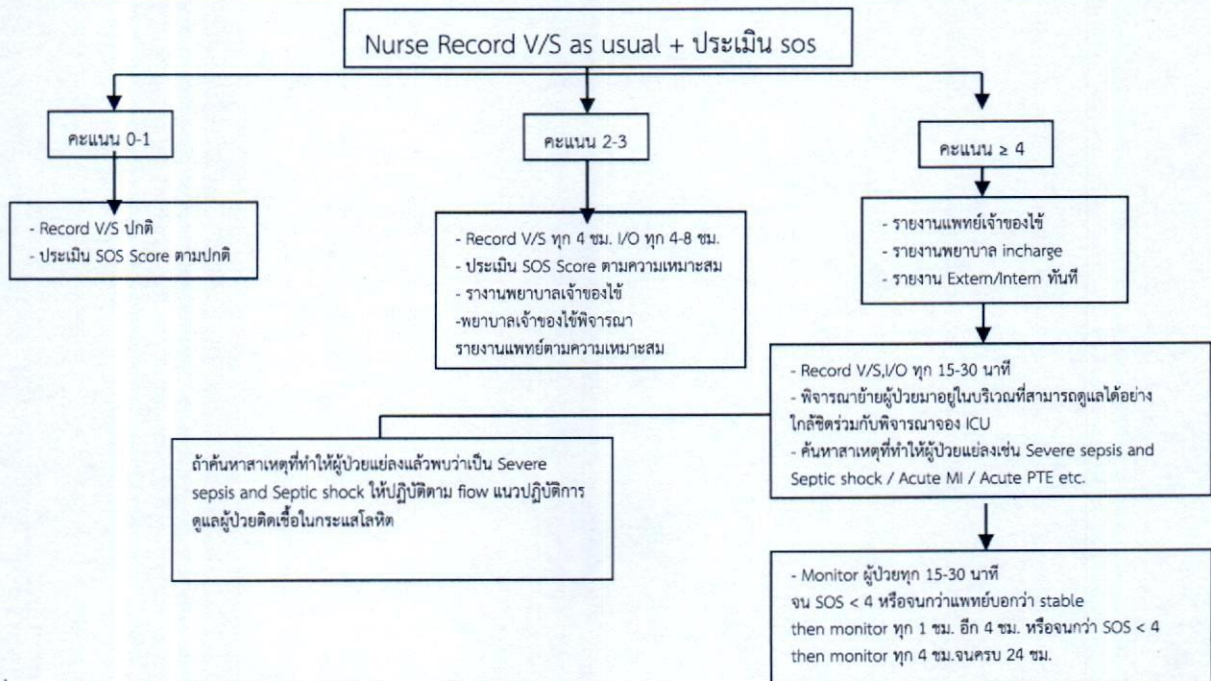 Nurse Record V/S as usual + ประเมิน sos
คะแนน 0-1
คะแนน 2-3
คะแนน ≥ 4
- Record V/S ปกติ
- ประเมิน SOS Score ตามปกติ
- Record V/S ทุก 4 ชม. I/O ทุก 4-8 ชม.
- ประเมิน SOS Score ตามความเหมาะสม
- รางานพยาบาลเจ้าของไข้
-พยาบาลเจ้าของไข้พิจารณา
รายงานแพทย์ตามความเหมาะสม
- รายงานแพทย์เจ้าของไข้
- รายงานพยาบาล incharge
- รายงาน Extern/Intern ทันที
- Record V/S,I/O ทุก 15-30 นาที
- พิจารณาย้ายผู้ป่วยมาอยู่ในบริเวณที่สามารถดูแลได้อย่าง
ใกล้ชิดร่วมกับพิจารณาจอง ICU
- ค้นหาสาเหตุที่ทำให้ผู้ป่วยแย่ลงเช่น Severe sepsis and
Septic shock / Acute MI / Acute PTE etc.
ถ้าค้นหาสาเหตุที่ทำให้ผู้ป่วยแย่ลงแล้วพบว่าเป็น Severe
sepsis and Septic shock ให้ปฏิบัติตาม flow แนวปฏิบัติการ
ดูแลผู้ป่วยติดเชื้อในกระแสโลหิต
- Monitor ผู้ป่วยทุก 15-30 นาที
จน SOS < 4 หรือจนกว่าแพทย์บอกว่า stable
then monitor ทุก 1 ชม. อีก 4 ชม. หรือจนกว่า SOS < 4
then monitor ทุก 4 ชม.จนครบ 24 ชม.